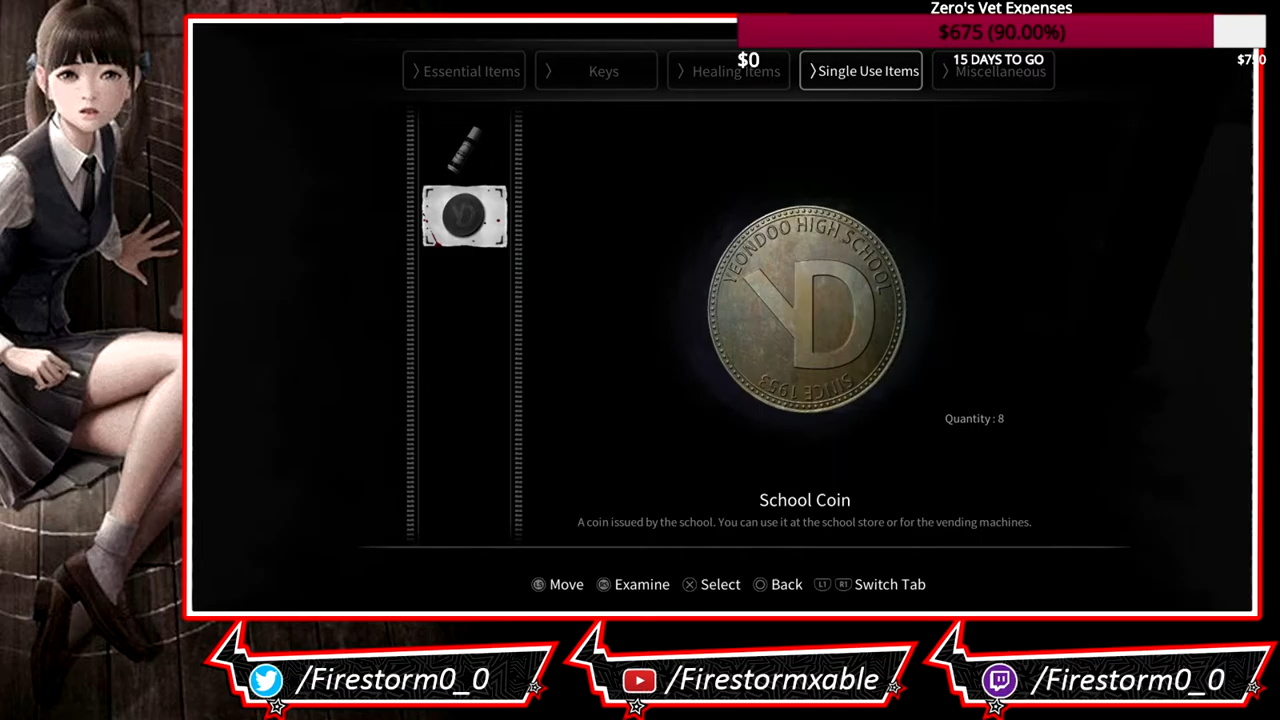 Zero's Vet Expenses
$675 (90.00%)
$0
15 DAYS TO GO
$750
Essential Items
Keys
Healing Items
Single Use Items
Miscellaneous
YEONDOO HIGH SCHOOL
YD
SINCE 1953
Quantity : 8
School Coin
A coin issued by the school. You can use it at the school store or for the vending machines.
Move Examine Select Back L1 R1 Switch Tab
/Firestorm0_0
/Firestormxable
/Firestorm0_0